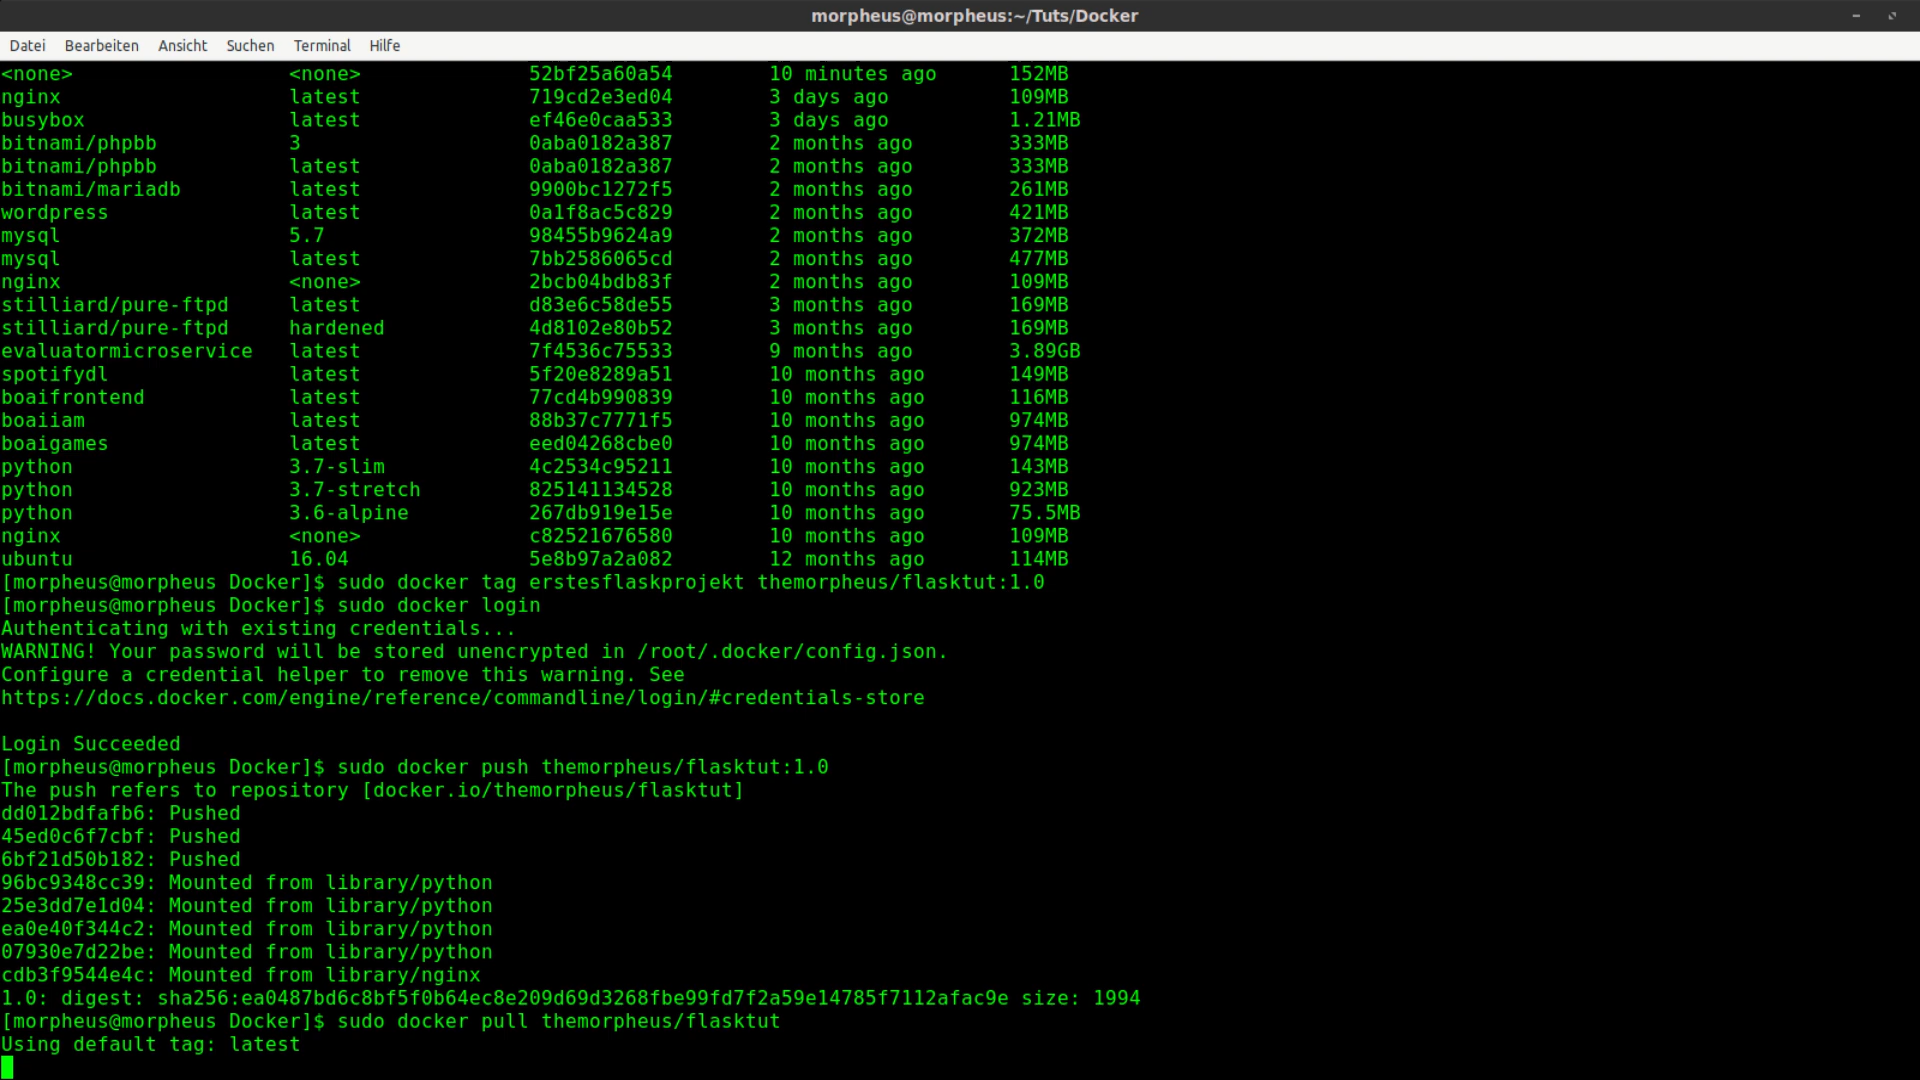 morpheus@morpheus:~/Tuts/Docker
Datei Bearbeiten Ansicht Suchen Terminal Hilfe
<none> <none> 52bf25a60a54 10 minutes ago 152MB
nginx latest 719cd2e3ed04 3 days ago 109MB
busybox latest ef46e0caa533 3 days ago 1.21MB
bitnami/phpbb 3 0aba0182a387 2 months ago 333MB
bitnami/phpbb latest 0aba0182a387 2 months ago 333MB
bitnami/mariadb latest 9900bc1272f5 2 months ago 261MB
wordpress latest 0a1f8ac5c829 2 months ago 421MB
mysql 5.7 98455b9624a9 2 months ago 372MB
mysql latest 7bb2586065cd 2 months ago 477MB
nginx <none> 2bcb04bdb83f 2 months ago 109MB
stilliard/pure-ftpd latest d83e6c58de55 3 months ago 169MB
stilliard/pure-ftpd hardened 4d8102e80b52 3 months ago 169MB
evaluatormicroservice latest 7f4536c75533 9 months ago 3.89GB
spotifydl latest 5f20e8289a51 10 months ago 149MB
boaifrontend latest 77cd4b990839 10 months ago 116MB
boaiiam latest 88b37c7771f5 10 months ago 974MB
boaigames latest eed04268cbe0 10 months ago 974MB
python 3.7-slim 4c2534c95211 10 months ago 143MB
python 3.7-stretch 825141134528 10 months ago 923MB
python 3.6-alpine 267db919e15e 10 months ago 75.5MB
nginx <none> c82521676580 10 months ago 109MB
ubuntu 16.04 5e8b97a2a082 12 months ago 114MB
[morpheus@morpheus Docker]$ sudo docker tag erstesflaskprojekt themorpheus/flasktut:1.0
[morpheus@morpheus Docker]$ sudo docker login
Authenticating with existing credentials...
WARNING! Your password will be stored unencrypted in /root/.docker/config.json.
Configure a credential helper to remove this warning. See
https://docs.docker.com/engine/reference/commandline/login/#credentials-store
Login Succeeded
[morpheus@morpheus Docker]$ sudo docker push themorpheus/flasktut:1.0
The push refers to repository [docker.io/themorpheus/flasktut]
dd012bdfafb6: Pushed
45ed0c6f7cbf: Pushed
6bf21d50b182: Pushed
96bc9348cc39: Mounted from library/python
25e3dd7e1d04: Mounted from library/python
ea0e40f344c2: Mounted from library/python
07930e7d22be: Mounted from library/python
cdb3f9544e4c: Mounted from library/nginx
1.0: digest: sha256:ea0487bd6c8bf5f0b64ec8e209d69d3268fbe99fd7f2a59e14785f7112afac9e size: 1994
[morpheus@morpheus Docker]$ sudo docker pull themorpheus/flasktut
Using default tag: latest